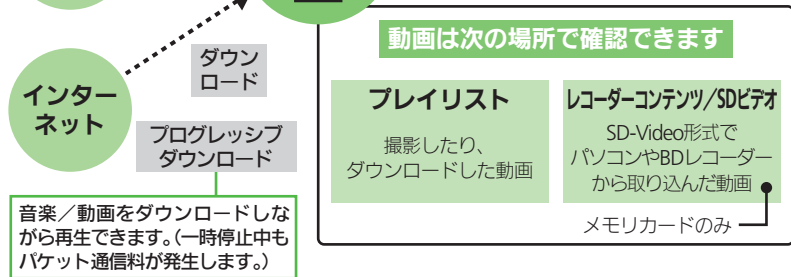 動画は次の場所で確認できます
ダウン
ロード
インター
ネット
プログレッシブ
ダウンロード
音楽／動画をダウンロードしな
がら再生できます。（一時停止中も
パケット通信料が発生します。）
プレイリスト
撮影したり、
ダウンロードした動画
レコーダーコンテンツ/SDビデオ
SD-Video形式で
パソコンやBDレコーダー
から取り込んだ動画
メモリカードのみ